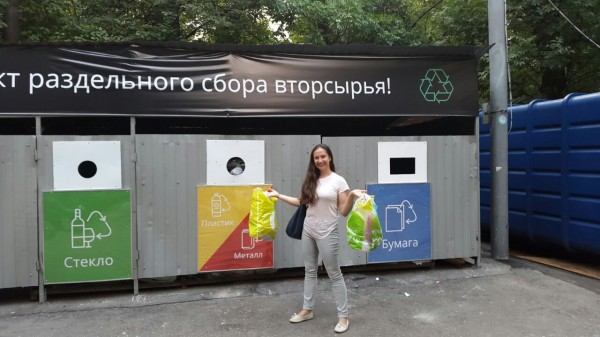 кт раздельного сбора вторсырья!
Стекло
Пластик
Металл
Бумага